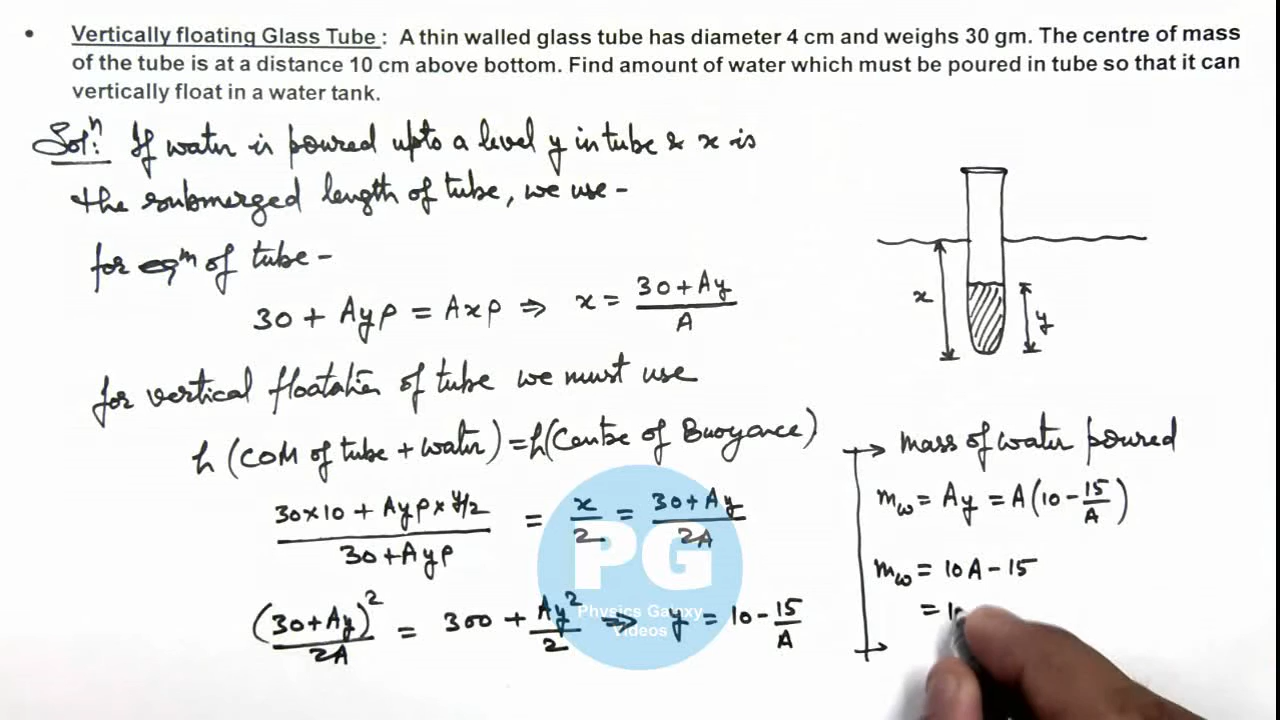 • Vertically floating Glass Tube : A thin walled glass tube has diameter 4 cm and weighs 30 gm. The centre of mass
of the tube is at a distance 10 cm above bottom. Find amount of water which must be poured in tube so that it can
vertically float in a water tank.
Solⁿ: If water is poured upto a level y in tube & x is
the submerged length of tube, we use -
for eqᵐ of tube -
30 + Ayρ = Axρ ⇒ x = (30 + Ay)/A
x
y
for vertical floatation of tube we must use
h (COM of tube + water) = h (Centre of Buoyance)
(30×10 + Ayρ × y/2)/(30 + Ayρ) = x/2 = (30 + Ay)/2A
(30 + Ay)²/2A = 300 + Ay²/2 ⇒ y = 10 - 15/A
→ mass of water poured
m_w = Ay = A(10 - 15/A)
m_w = 10A - 15
= 10
PG
Physics Galaxy
Videos